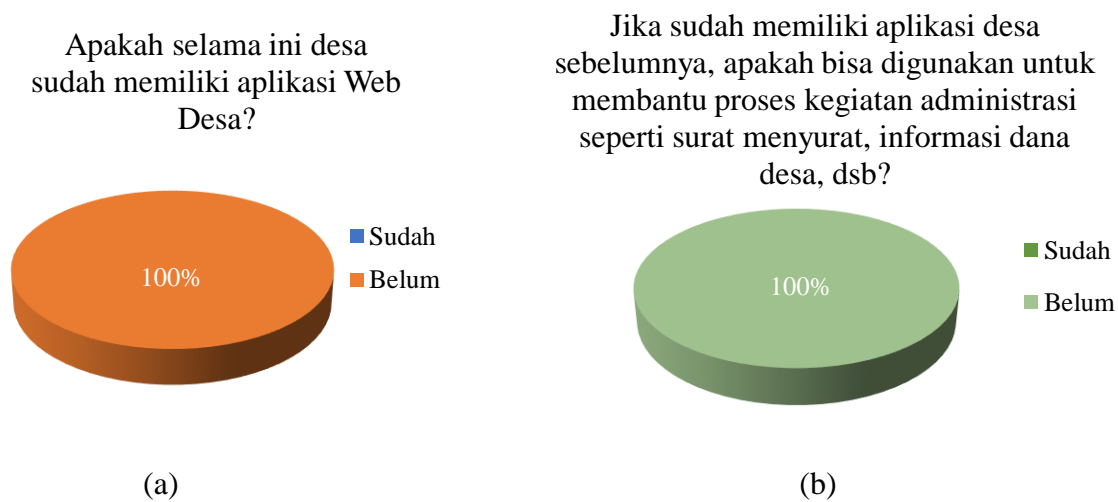 Apakah selama ini desa
sudah memiliki aplikasi Web
Desa?
100%
Sudah
Belum
(a)
Jika sudah memiliki aplikasi desa
sebelumnya, apakah bisa digunakan untuk
membantu proses kegiatan administrasi
seperti surat menyurat, informasi dana
desa, dsb?
100%
Sudah
Belum
(b)